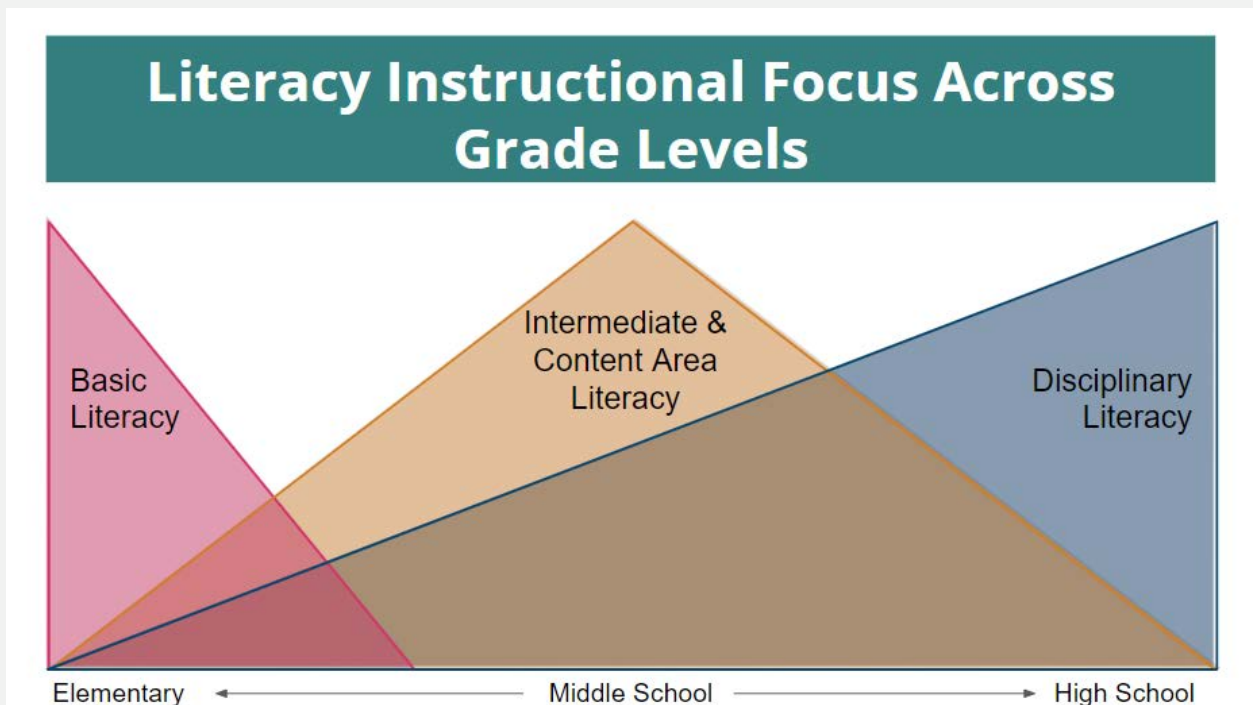 Literacy Instructional Focus Across
Grade Levels
Basic
Literacy
Intermediate &
Content Area
Literacy
Disciplinary
Literacy
Elementary
Middle School
High School